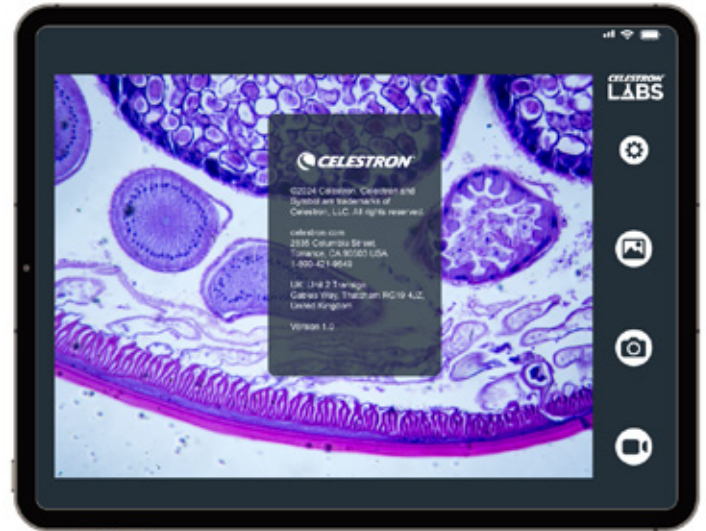 CELESTRON
LABS
CELESTRON
©2024 Celestron. Celestron and
Symbol are trademarks of
Celestron, LLC. All rights reserved.
celestron.com
2835 Columbia Street,
Torrance, CA 90503 USA
1-800-421-9649
UK: Unit 2 Transigo
Gables Way, Thatcham RG19 4JZ,
United Kingdom
Version 1.0